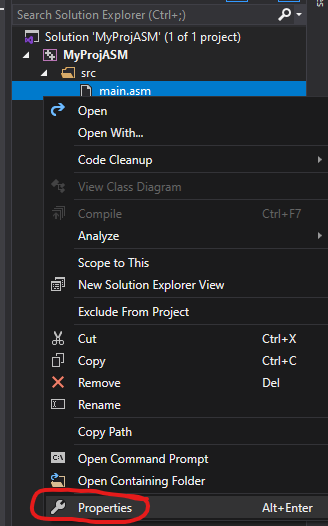 Search Solution Explorer (Ctrl+;)
Solution 'MyProjASM' (1 of 1 project)
MyProjASM
src
main.asm
Open
Open With...
Code Cleanup
View Class Diagram
Compile Ctrl+F7
Analyze
Scope to This
New Solution Explorer View
Exclude From Project
Cut Ctrl+X
Copy Ctrl+C
Remove Del
Rename
Copy Path
Open Command Prompt
Open Containing Folder
Properties Alt+Enter